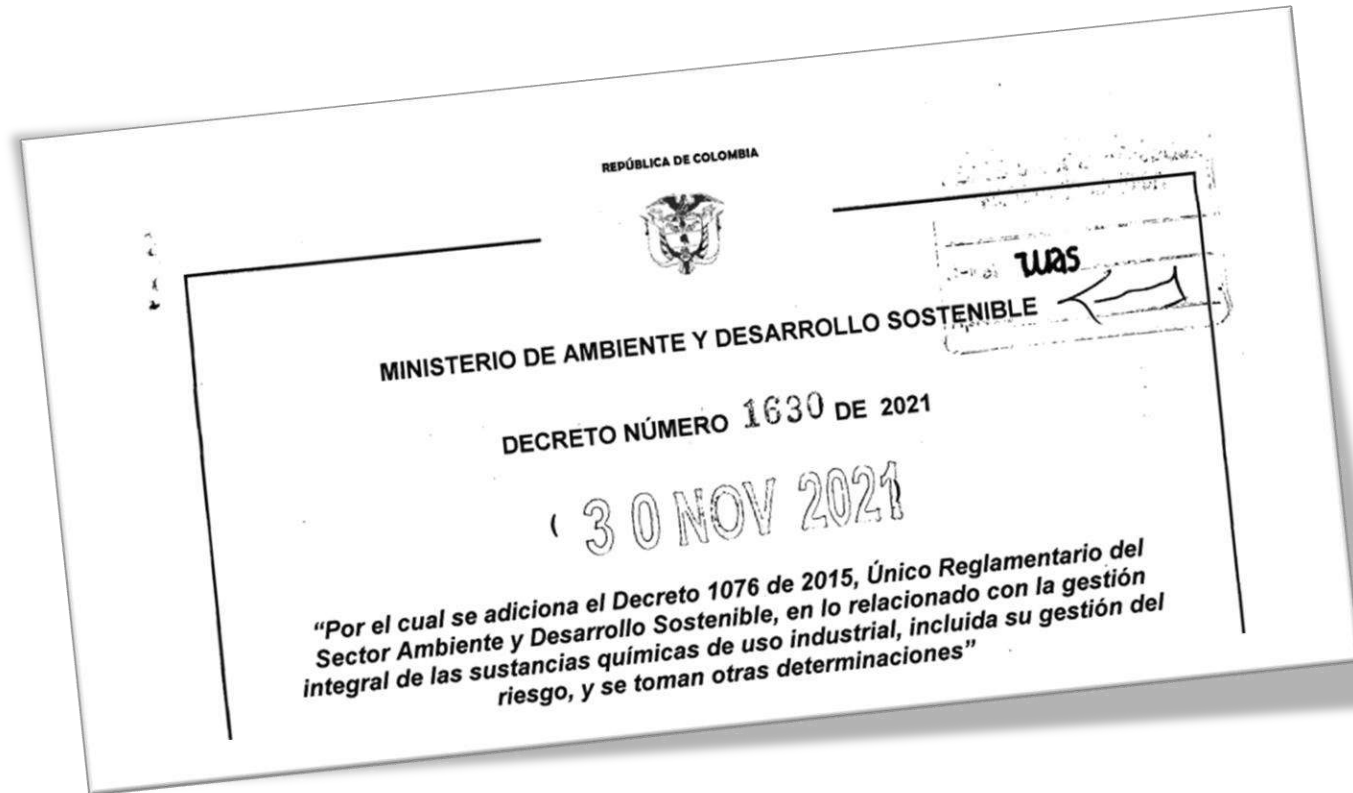 REPÚBLICA DE COLOMBIA
MINISTERIO DE AMBIENTE Y DESARROLLO SOSTENIBLE
DECRETO NÚMERO 1630 DE 2021
( 30 NOV 2021
“Por el cual se adiciona el Decreto 1076 de 2015, Único Reglamentario del
Sector Ambiente y Desarrollo Sostenible, en lo relacionado con la gestión
integral de las sustancias químicas de uso industrial, incluida su gestión del
riesgo, y se toman otras determinaciones”